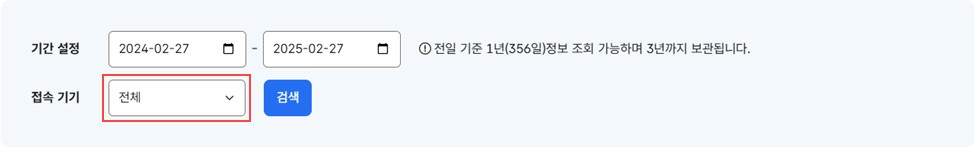 기간 설정 2024-02-27 - 2025-02-27 전일 기준 1년(356일)정보 조회 가능하며 3년까지 보관됩니다.
접속 기기 전체 검색